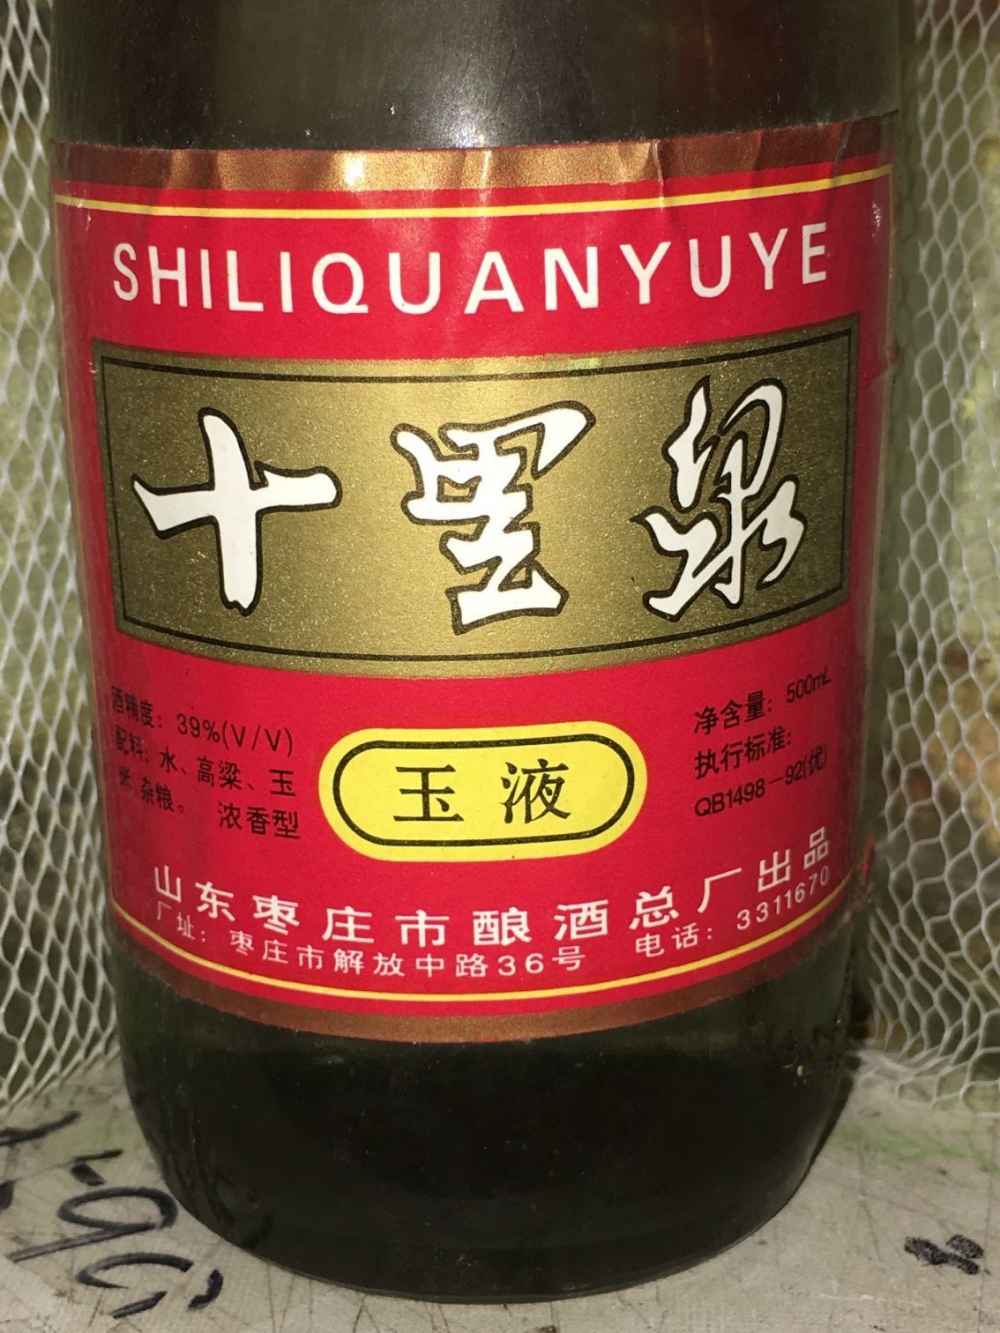 SHILIQUANYUYE
十里泉
酒精度：39%(V/V)
配料：水、高粱、玉
米、杂粮。 浓香型
玉液
净含量：500mL
执行标准：
QB1498－92(优)
山东枣庄市酿酒总厂出品
厂址：枣庄市解放中路36号 电话：3311670